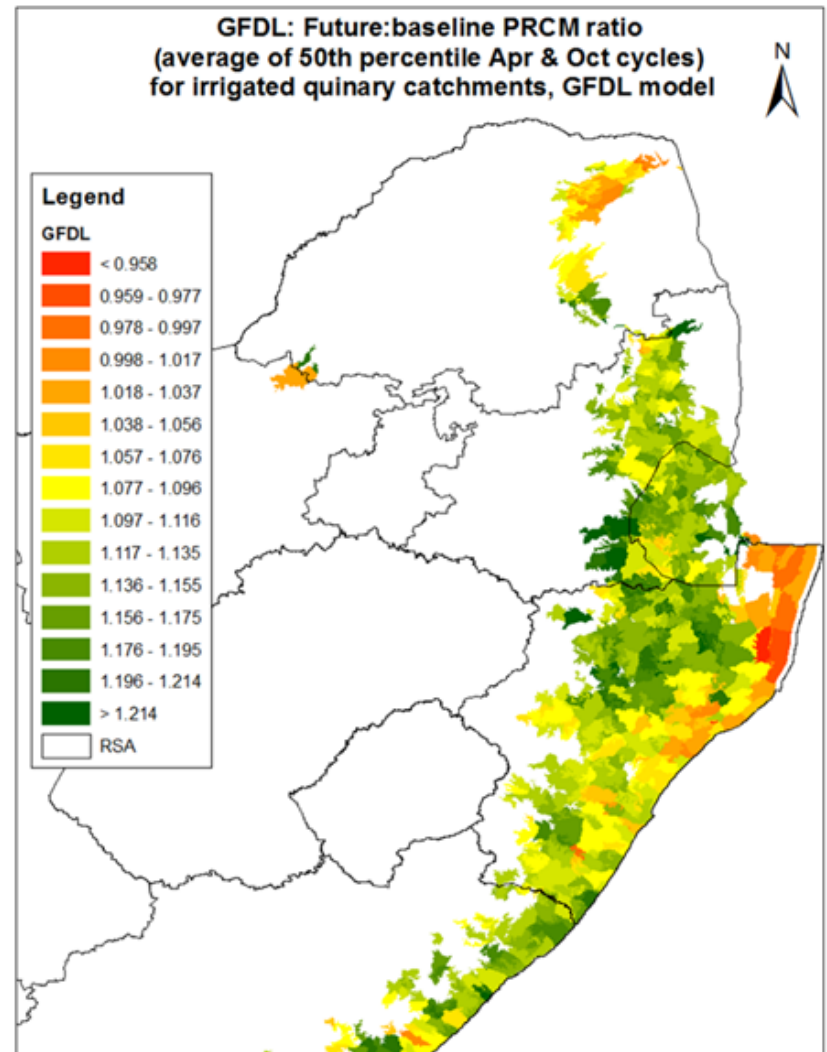 GFDL: Future:baseline PRCM ratio
(average of 50th percentile Apr & Oct cycles)
for irrigated quinary catchments, GFDL model
N
Legend
GFDL
< 0.958
0.959 - 0.977
0.978 - 0.997
0.998 - 1.017
1.018 - 1.037
1.038 - 1.056
1.057 - 1.076
1.077 - 1.096
1.097 - 1.116
1.117 - 1.135
1.136 - 1.155
1.156 - 1.175
1.176 - 1.195
1.196 - 1.214
> 1.214
RSA